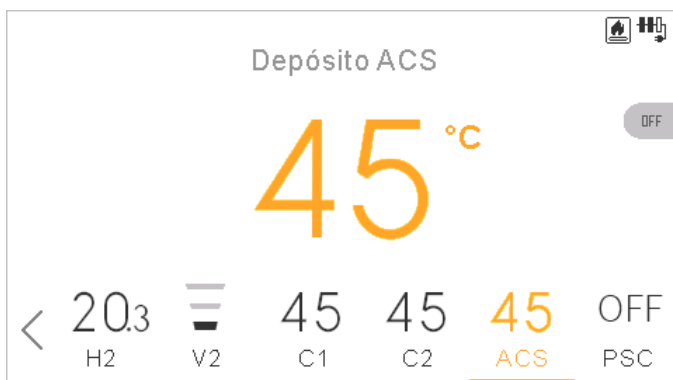 Depósito ACS
45 °C
OFF
20.3 45 45 45 OFF
H2 V2 C1 C2 ACS PSC